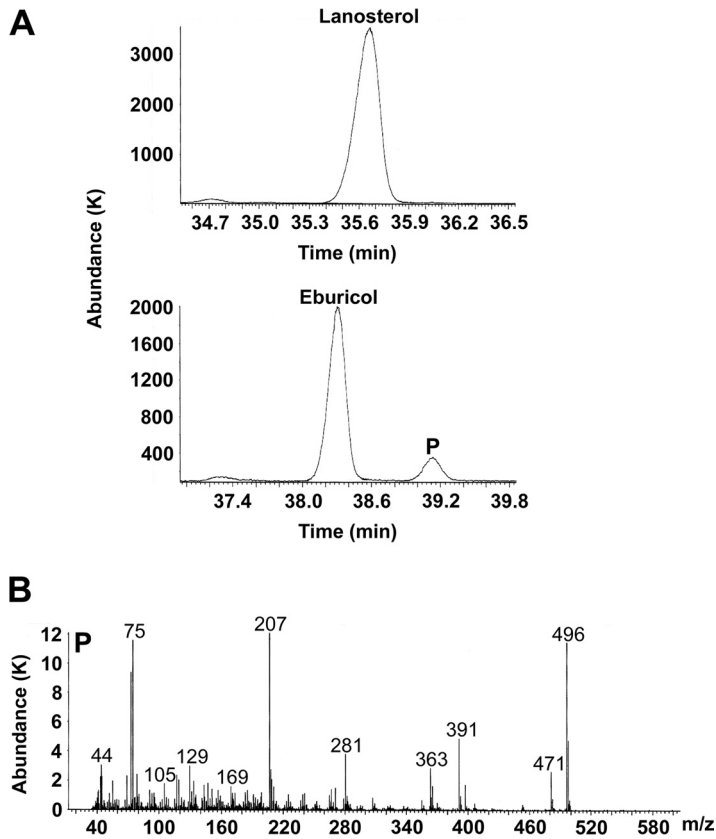 A
Lanosterol
3000
2000
1000
34.7 35.0 35.3 35.6 35.9 36.2 36.5
Time (min)
Abundance (K)
Eburicol
2000
1600
1200
800
400
P
37.4 38.0 38.6 39.2 39.8
Time (min)
B
P
12
10
8
6
4
2
0
Abundance (K)
75
207
496
44
105
129
169
281
363
391
471
40 100 160 220 280 340 400 460 520 580 m/z